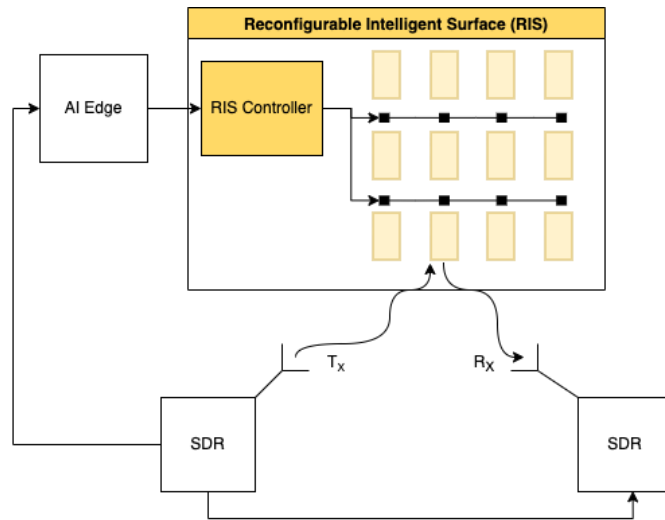 Reconfigurable Intelligent Surface (RIS)
AI Edge
RIS Controller
Tx
Rx
SDR
SDR